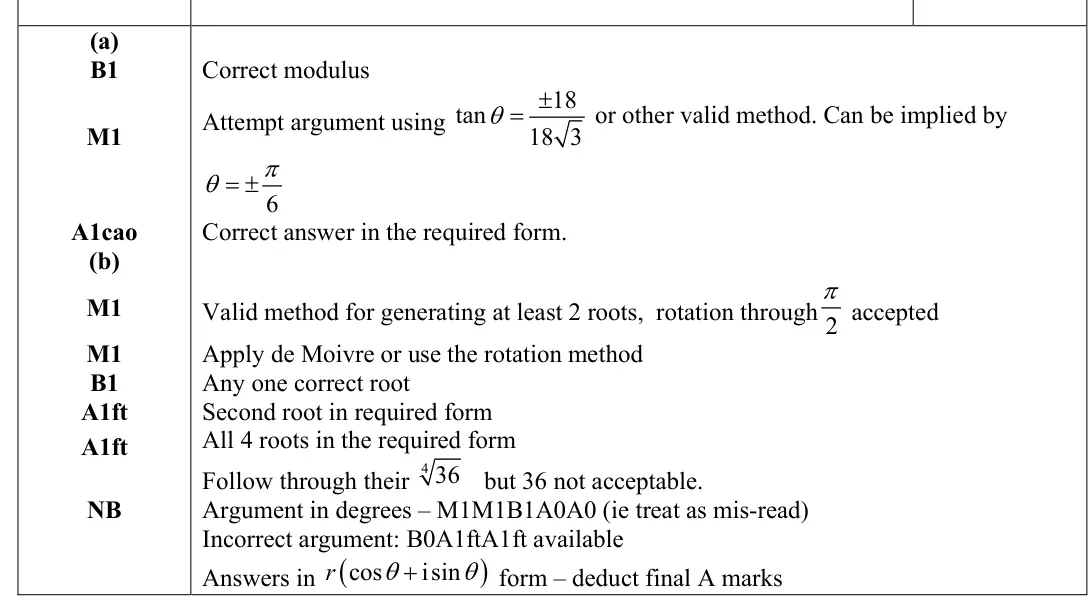 (a)
B1 Correct modulus
M1 Attempt argument using tan θ = ±18/18√3 or other valid method. Can be implied by
θ = ±π/6
A1cao Correct answer in the required form.
(b)
M1 Valid method for generating at least 2 roots, rotation through π/2 accepted
M1 Apply de Moivre or use the rotation method
B1 Any one correct root
A1ft Second root in required form
A1ft All 4 roots in the required form
Follow through their ∜36 but 36 not acceptable.
NB Argument in degrees – M1M1B1A0A0 (ie treat as mis-read)
Incorrect argument: B0A1ftA1ft available
Answers in r(cos θ + i sin θ) form – deduct final A marks